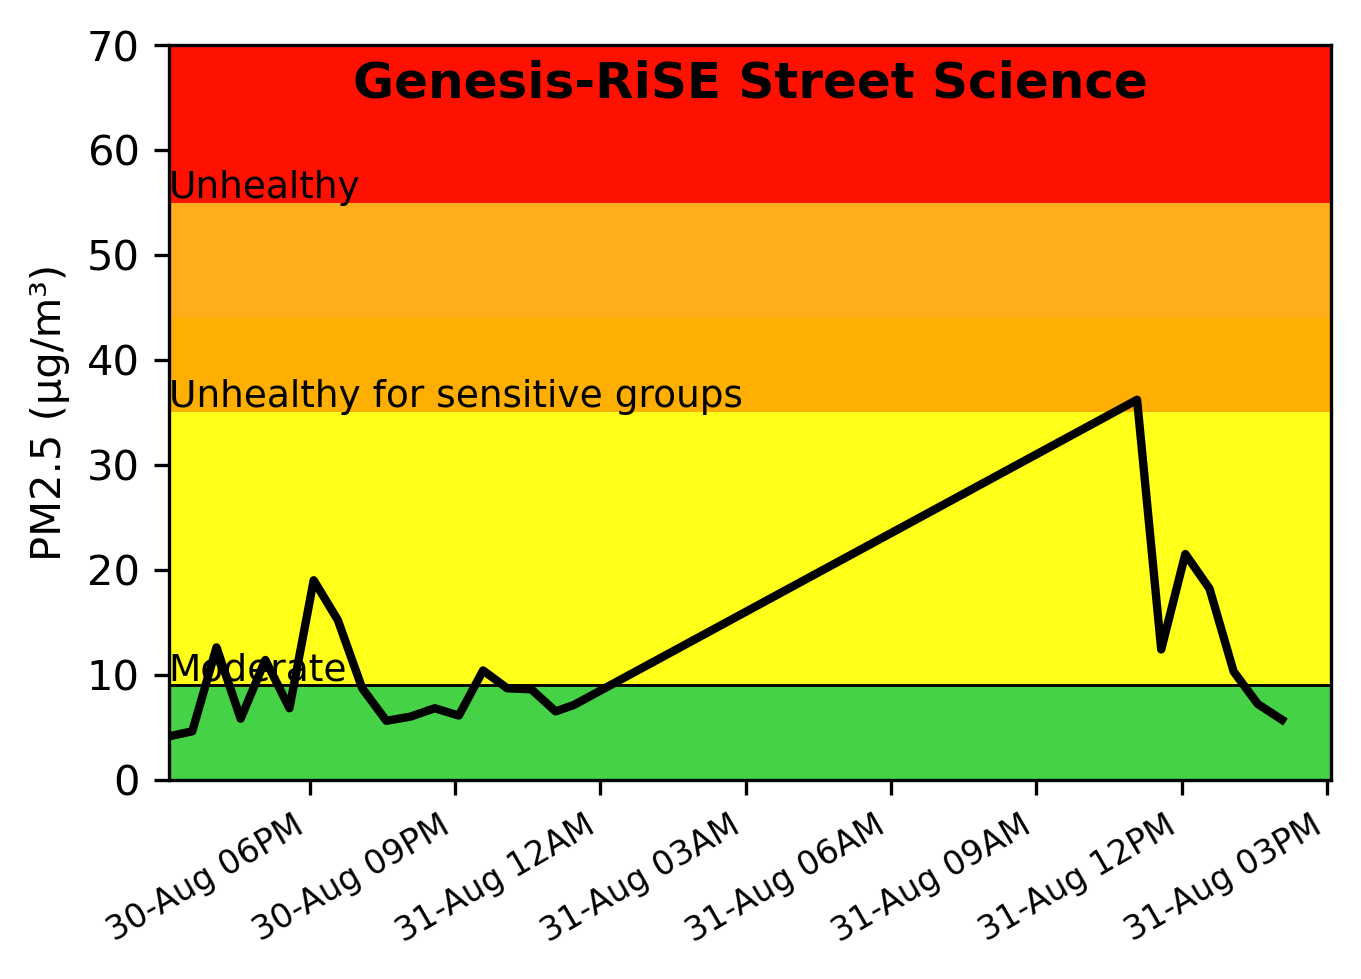 Genesis-RiSE Street Science
PM2.5 (µg/m³)
70
60
50
40
30
20
10
0
Unhealthy
Unhealthy for sensitive groups
Moderate
30-Aug 06PM
30-Aug 09PM
31-Aug 12AM
31-Aug 03AM
31-Aug 06AM
31-Aug 09AM
31-Aug 12PM
31-Aug 03PM